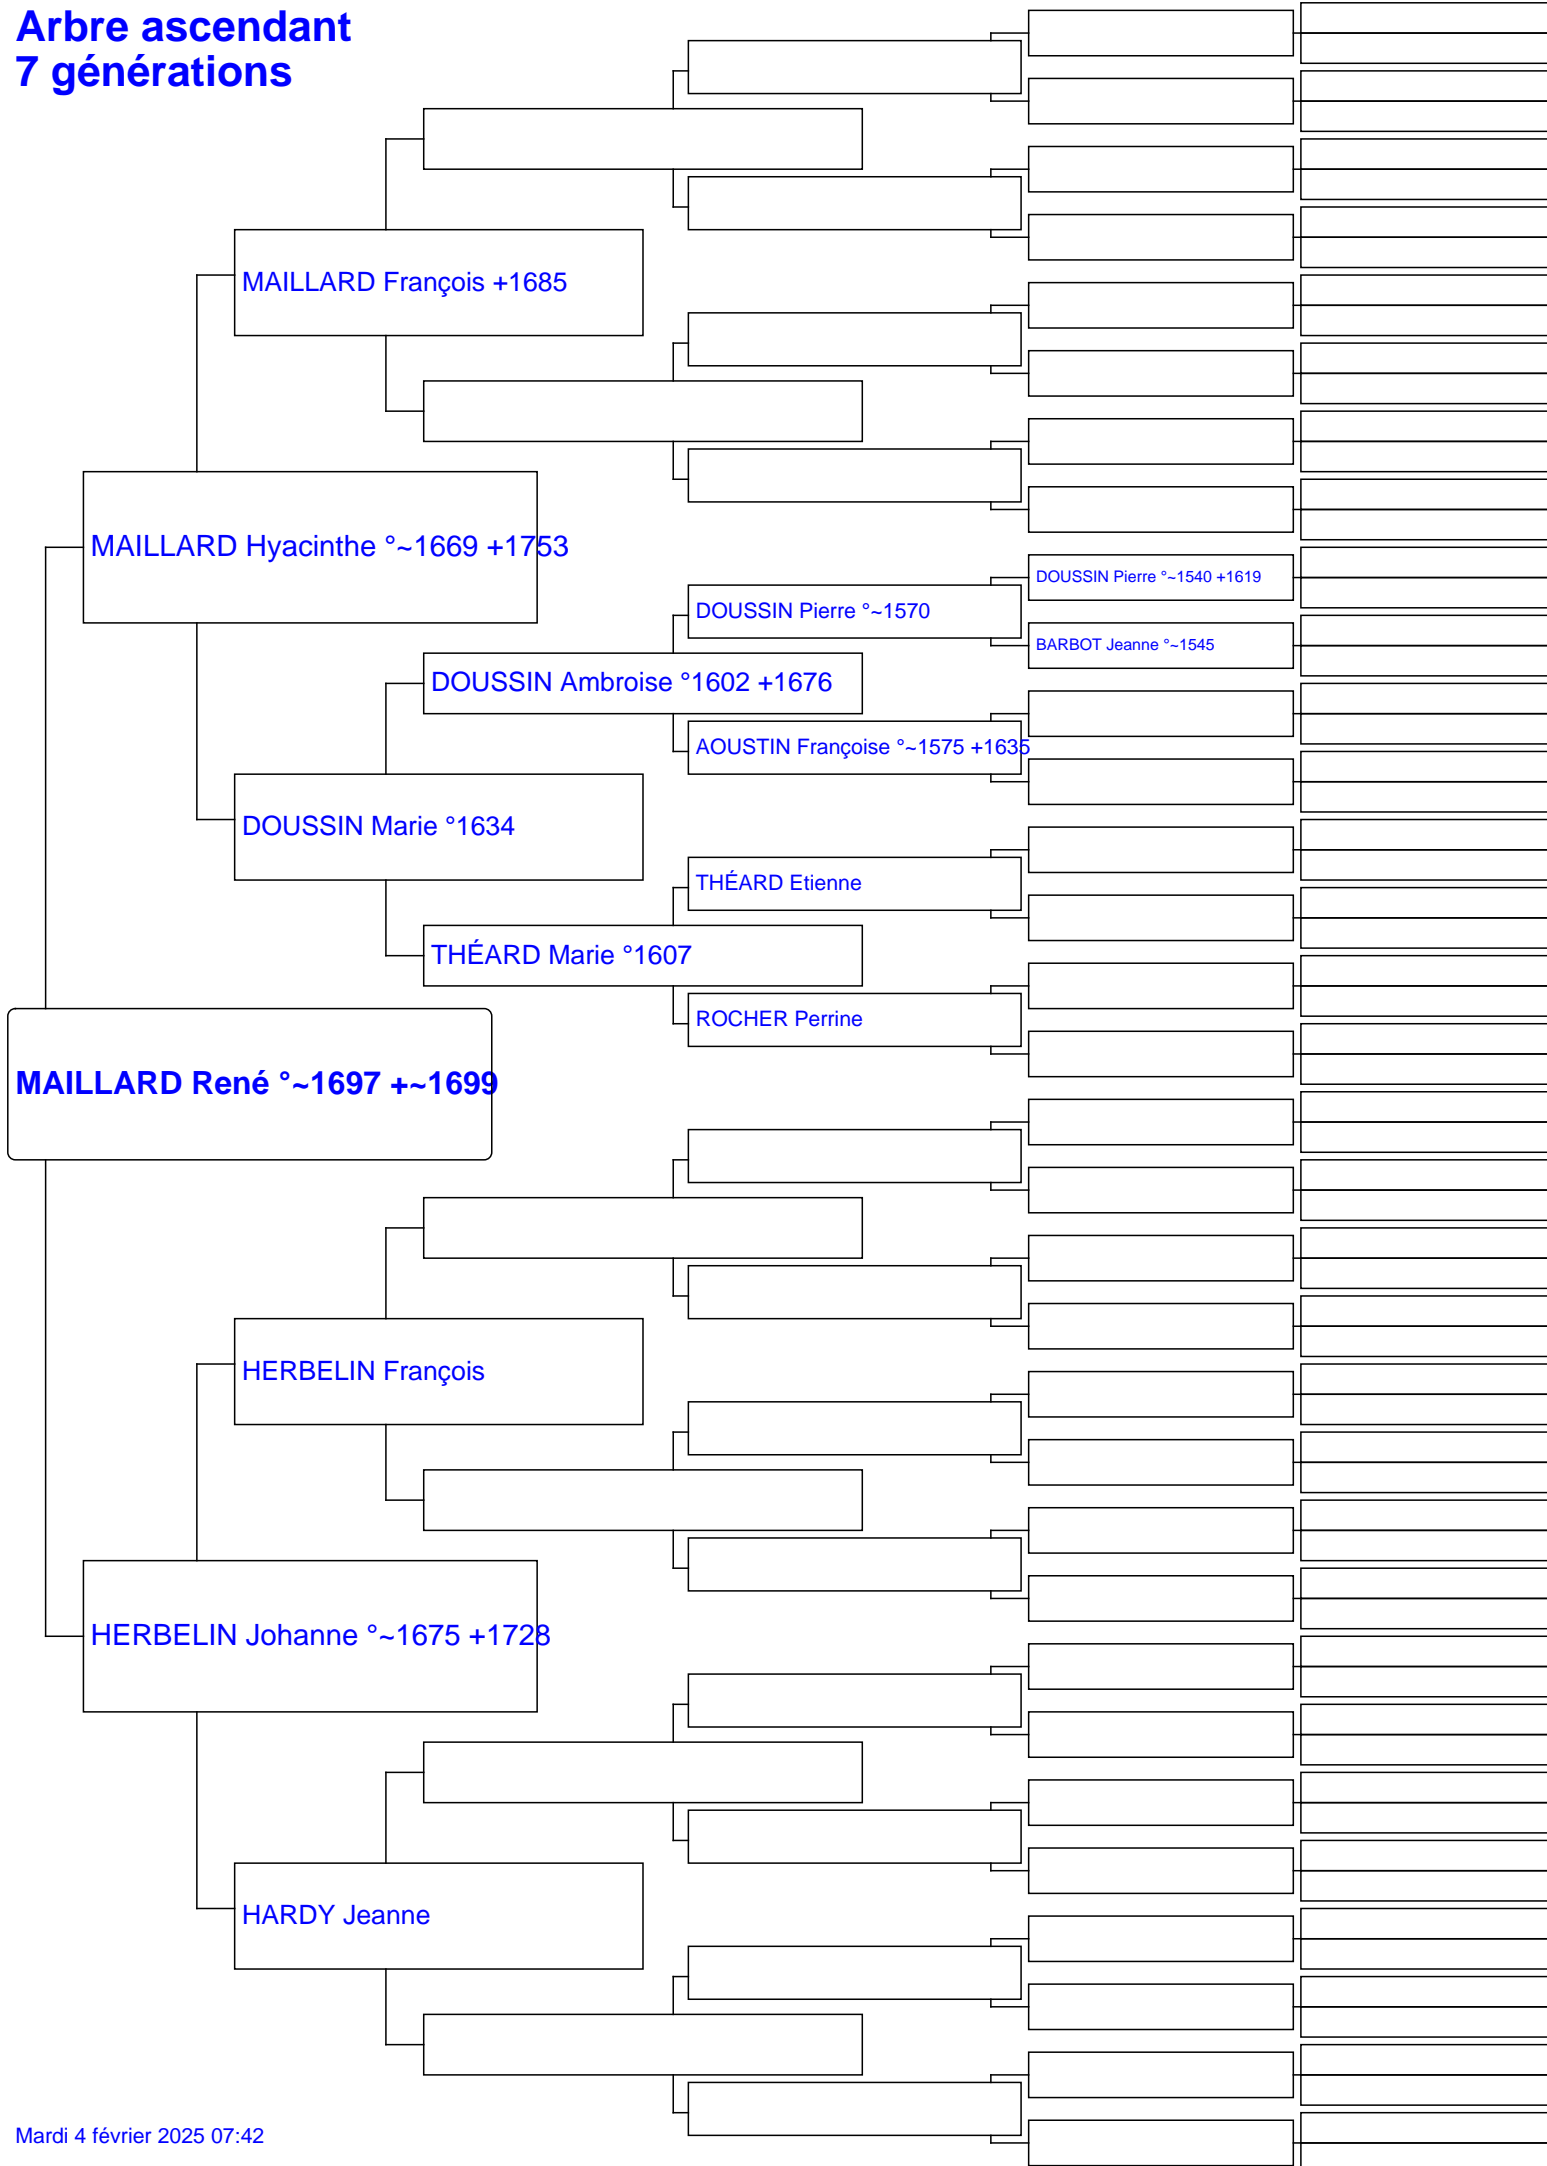 Arbre ascendant
7 générations
MAILLARD François +1685
MAILLARD Hyacinthe °~1669 +1753
DOUSSIN Pierre °~1540 +1619
DOUSSIN Pierre °~1570
BARBOT Jeanne °~1545
DOUSSIN Ambroise °1602 +1676
AOUSTIN Françoise °~1575 +1635
DOUSSIN Marie °1634
THÉARD Etienne
THÉARD Marie °1607
ROCHER Perrine
MAILLARD René °~1697 +~1699
HERBELIN François
HERBELIN Johanne °~1675 +1728
HARDY Jeanne
Mardi 4 février 2025 07:42